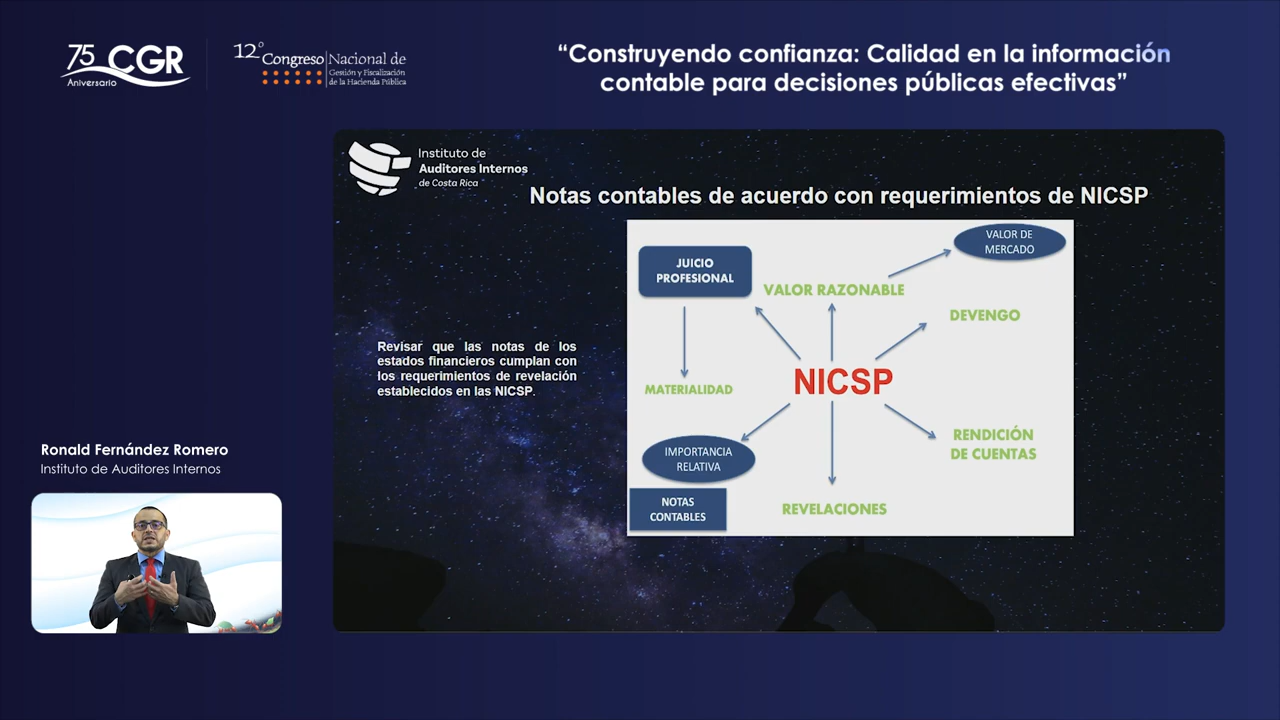 75 CGR
Aniversario
12° Congreso Nacional de
Gestión y Fiscalización
de la Hacienda Pública
“Construyendo confianza: Calidad en la información
contable para decisiones públicas efectivas”
Instituto de
Auditores Internos
de Costa Rica
Notas contables de acuerdo con requerimientos de NICSP
Revisar que las notas de los
estados financieros cumplan con
los requerimientos de revelación
establecidos en las NICSP.
VALOR DE
MERCADO
JUICIO
PROFESIONAL
VALOR RAZONABLE
DEVENGO
NICSP
MATERIALIDAD
RENDICIÓN
DE CUENTAS
IMPORTANCIA
RELATIVA
NOTAS
CONTABLES
REVELACIONES
Ronald Fernández Romero
Instituto de Auditores Internos